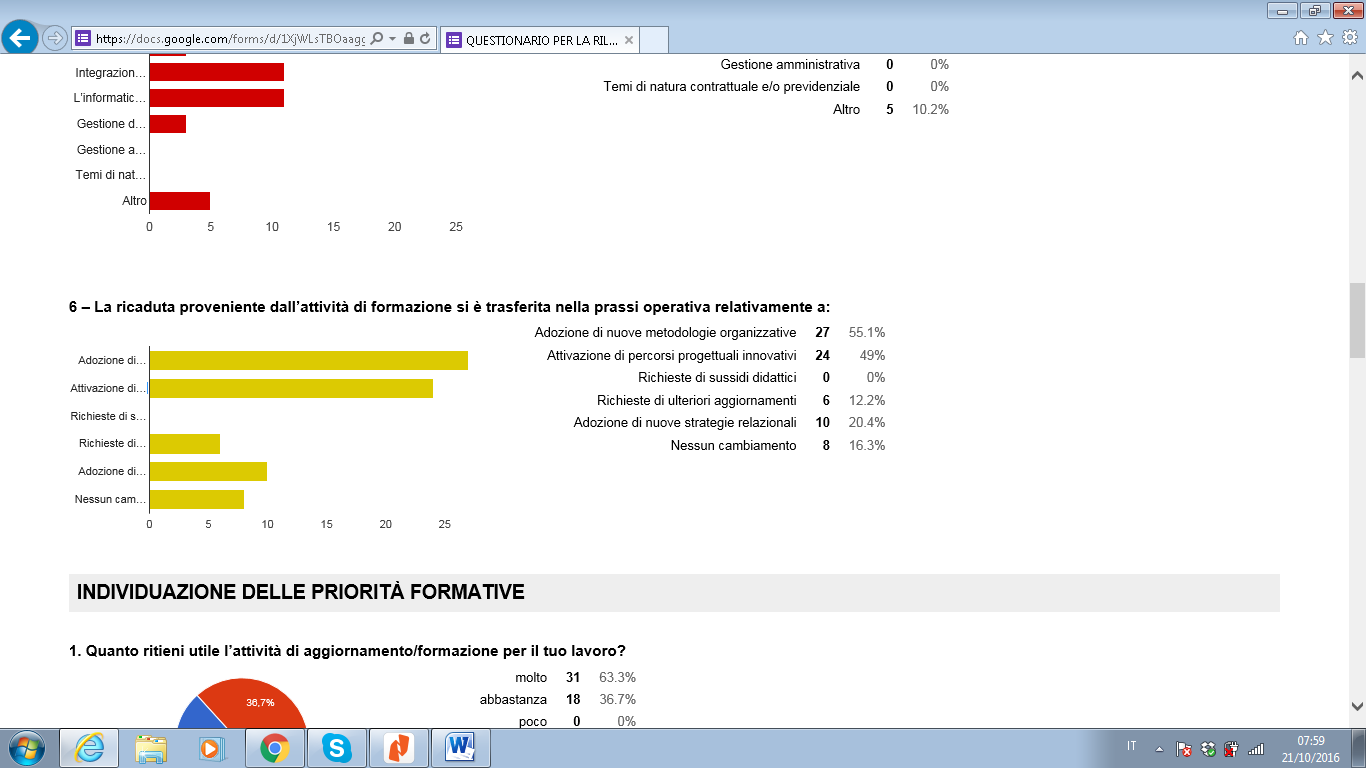 https://docs.google.com/forms/d/1XjWLsTBOaagg
QUESTIONARIO PER LA RIL...
Integrazion...
L'informatic...
Gestione d...
Gestione a...
Temi di nat...
Altro
0 5 10 15 20 25
Gestione amministrativa 0 0%
Temi di natura contrattuale e/o previdenziale 0 0%
Altro 5 10.2%
6 – La ricaduta proveniente dall'attività di formazione si è trasferita nella prassi operativa relativamente a:
Adozione di...
Attivazione di...
Richieste di s...
Richieste di...
Adozione di...
Nessun cam...
0 5 10 15 20 25
Adozione di nuove metodologie organizzative 27 55.1%
Attivazione di percorsi progettuali innovativi 24 49%
Richieste di sussidi didattici 0 0%
Richieste di ulteriori aggiornamenti 6 12.2%
Adozione di nuove strategie relazionali 10 20.4%
Nessun cambiamento 8 16.3%
INDIVIDUAZIONE DELLE PRIORITÀ FORMATIVE
1. Quanto ritieni utile l'attività di aggiornamento/formazione per il tuo lavoro?
36,7%
molto 31 63.3%
abbastanza 18 36.7%
poco 0 0%
IT
07:59
21/10/2016